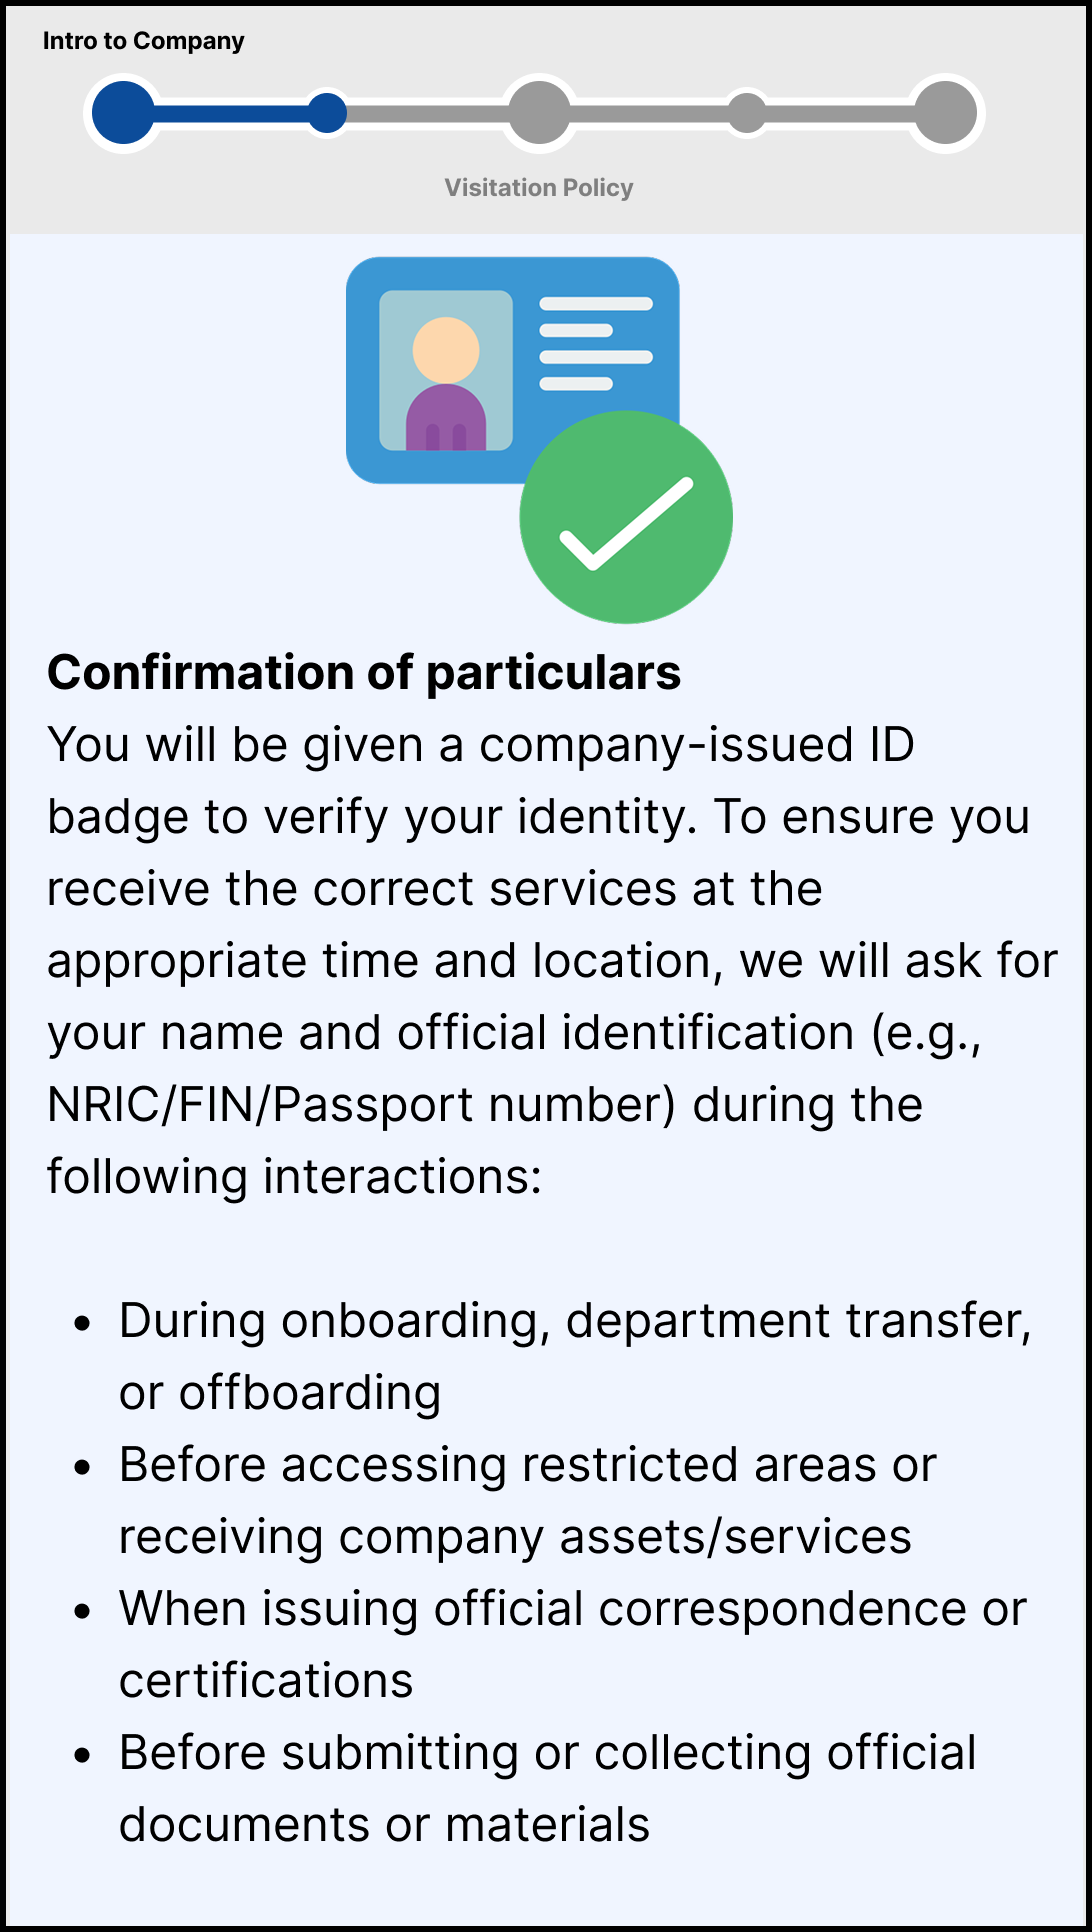 Intro to Company
Visitation Policy
Confirmation of particulars
You will be given a company-issued ID
badge to verify your identity. To ensure you
receive the correct services at the
appropriate time and location, we will ask for
your name and official identification (e.g.,
NRIC/FIN/Passport number) during the
following interactions:
• During onboarding, department transfer,
or offboarding
• Before accessing restricted areas or
receiving company assets/services
• When issuing official correspondence or
certifications
• Before submitting or collecting official
documents or materials